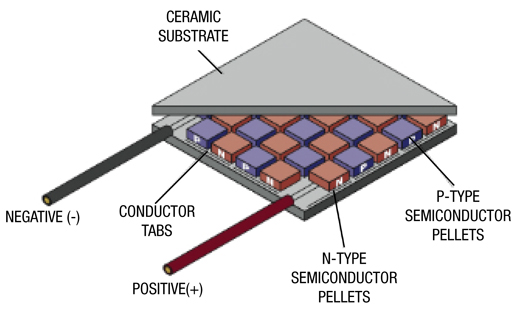 CERAMIC
SUBSTRATE
P
N
P
N
N
P
N
N
N
NEGATIVE (-)
CONDUCTOR
TABS
P-TYPE
SEMICONDUCTOR
PELLETS
POSITIVE(+)
N-TYPE
SEMICONDUCTOR
PELLETS